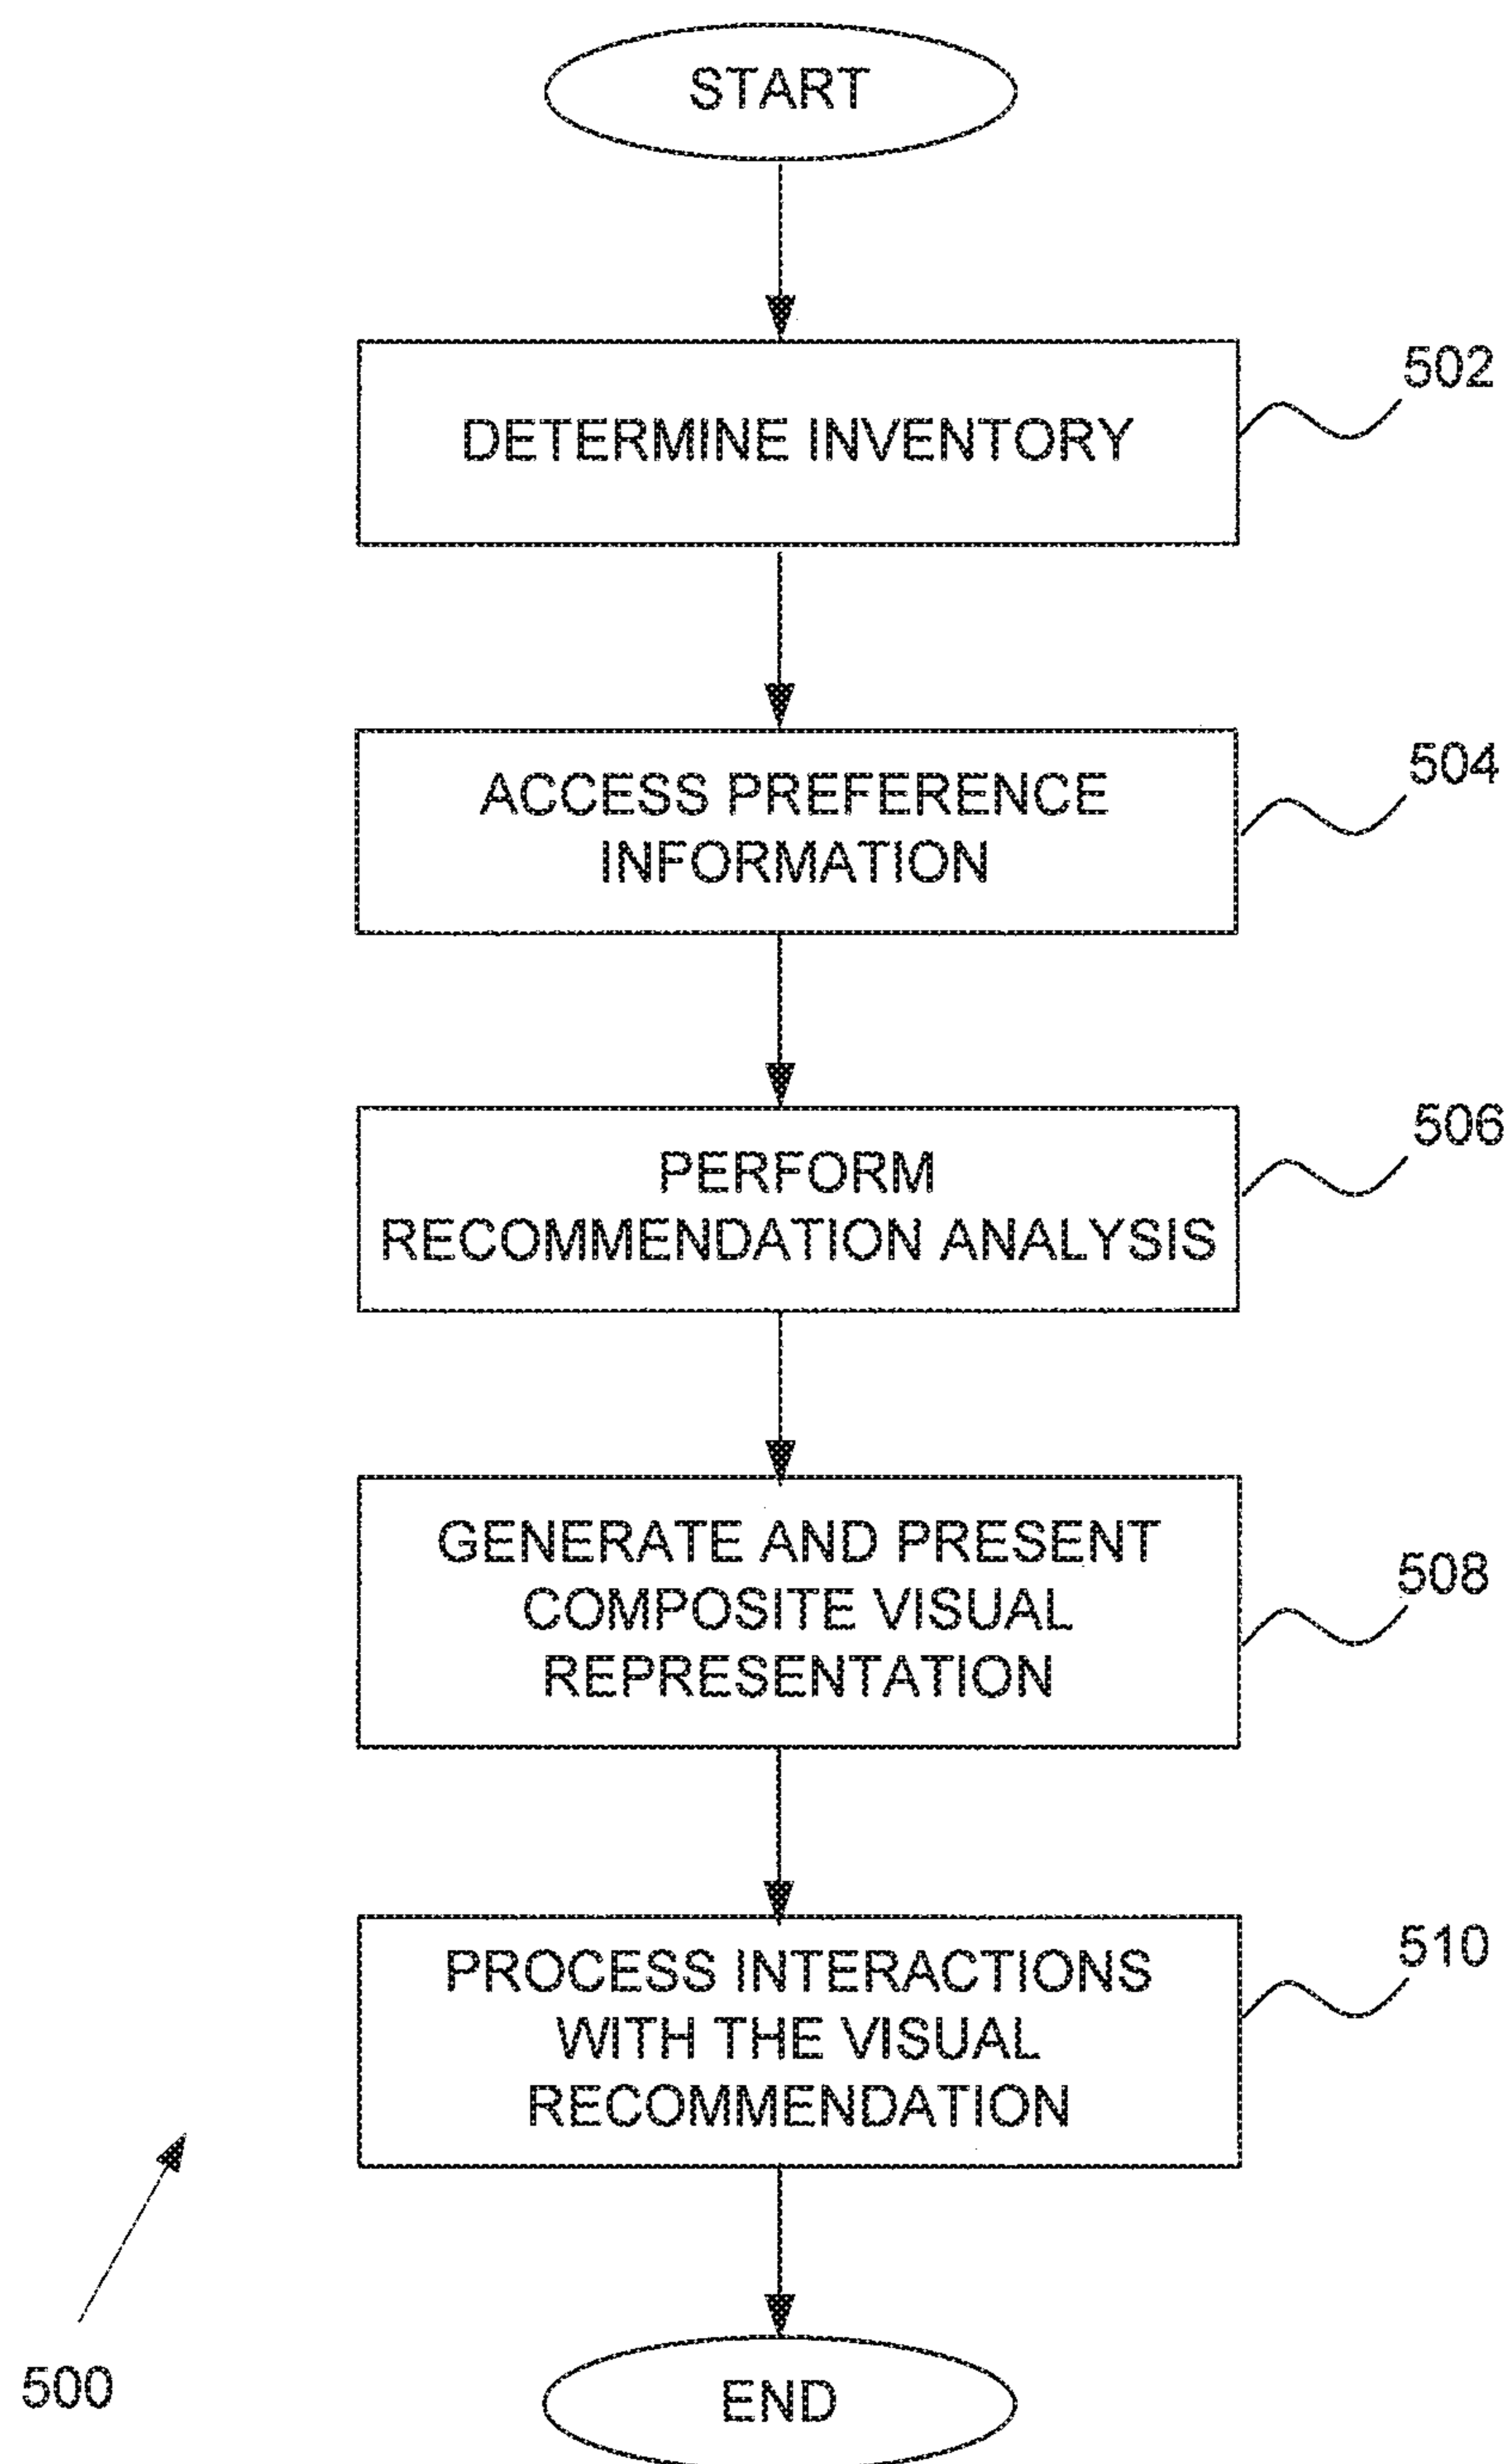 START
DETERMINE INVENTORY
502
ACCESS PREFERENCE
INFORMATION
504
PERFORM
RECOMMENDATION ANALYSIS
506
GENERATE AND PRESENT
COMPOSITE VISUAL
REPRESENTATION
508
PROCESS INTERACTIONS
WITH THE VISUAL
RECOMMENDATION
510
500
END